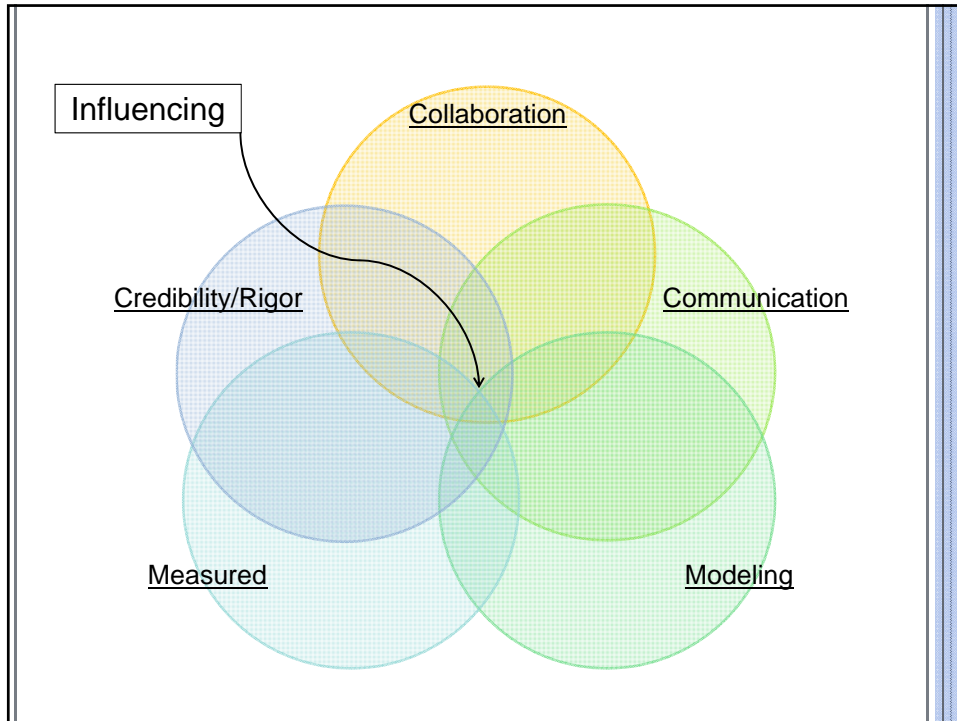 Influencing
Collaboration
Credibility/Rigor
Communication
Measured
Modeling